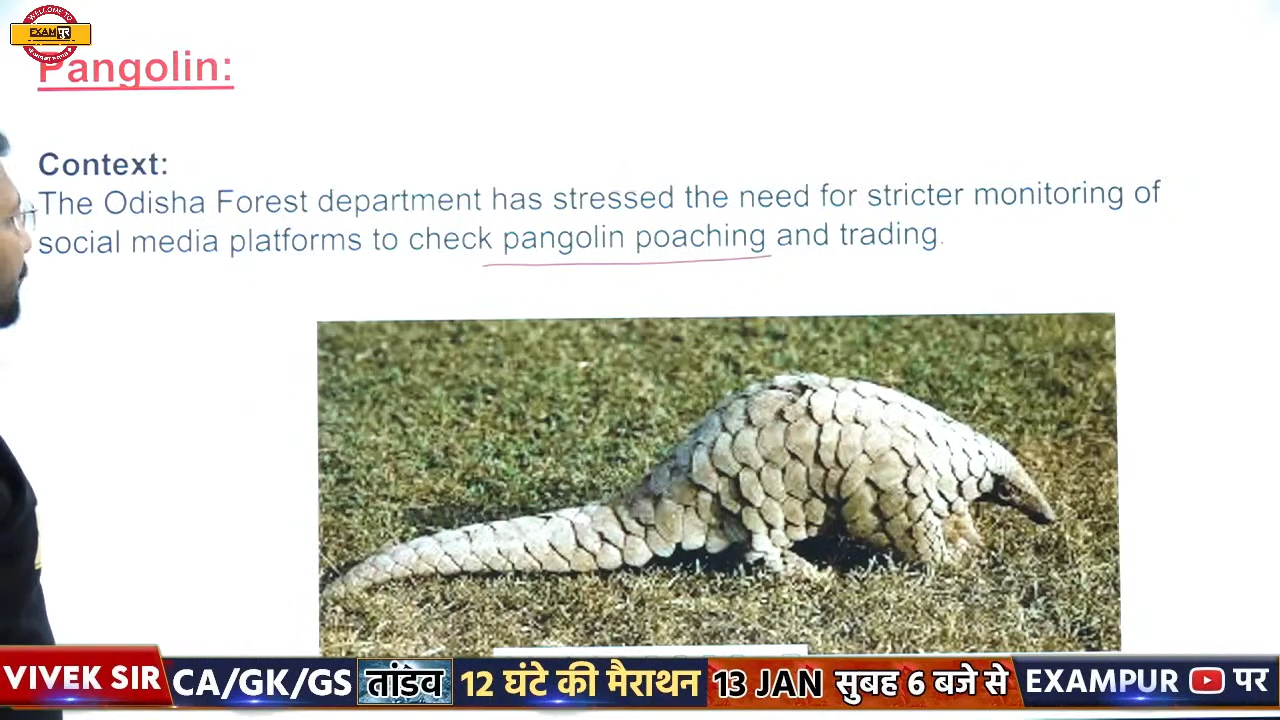 WELCOME TO
EXAMपुर
Pangolin:
Context:
The Odisha Forest department has stressed the need for stricter monitoring of
social media platforms to check pangolin poaching and trading.
VIVEK SIR CA/GK/GS तांडेव 12 घंटे की मैराथन 13 JAN सुबह 6 बजे से EXAMPUR पर